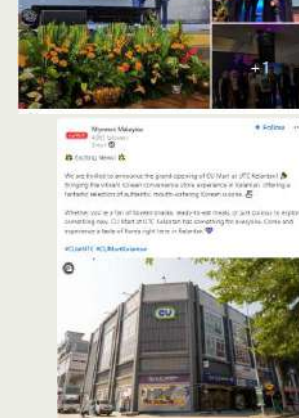 +1
Malaysia
+ Follow
Exciting News!
We are thrilled to announce the grand opening of CU Mart at UTC Kelantan!
Bringing the vibrant Korean convenience store experience to Kelantan, offering a
fantastic selection of authentic, mouth-watering Korean cuisine.
Whether you're a fan of Korean snacks, ready-to-eat meals, or just curious to explore
something new, CU Mart at UTC Kelantan has something for everyone. Come and
experience a taste of Korea right here in Kelantan
#CUatUTC #CUMartKelantan
CU